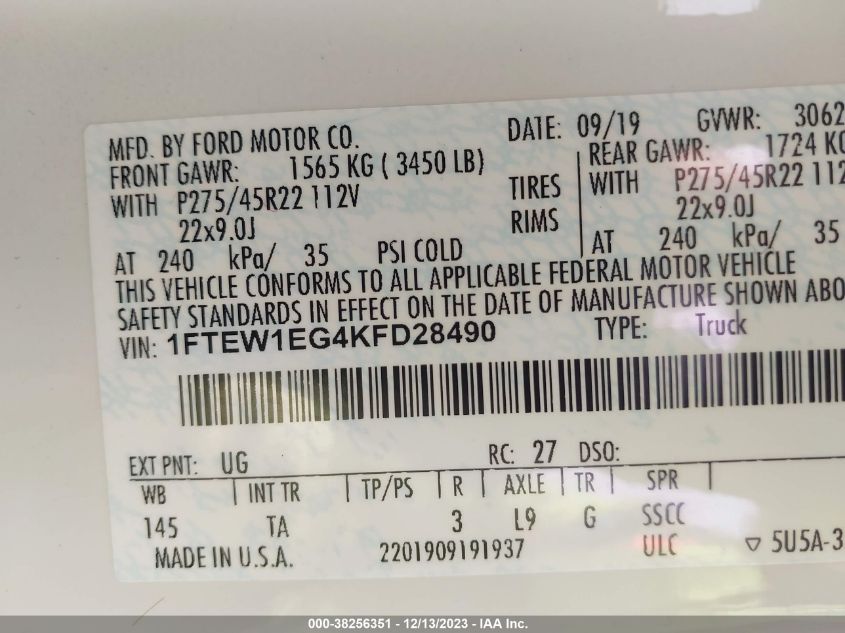 MFD. BY FORD MOTOR CO. DATE: 09/19 GVWR: 3062
FRONT GAWR: 1565 KG ( 3450 LB) REAR GAWR: 1724 KG
WITH P275/45R22 112V TIRES WITH P275/45R22 112
22x9.0J RIMS 22x9.0J
AT 240 kPa/ 35 PSI COLD AT 240 kPa/ 35
THIS VEHICLE CONFORMS TO ALL APPLICABLE FEDERAL MOTOR VEHICLE
SAFETY STANDARDS IN EFFECT ON THE DATE OF MANUFACTURE SHOWN ABO
VIN: 1FTEW1EG4KFD28490 TYPE: Truck
EXT PNT: UG RC: 27 DSO:
WB INT TR TP/PS R AXLE TR SPR
145 TA 3 L9 G SSCC
MADE IN U.S.A. 2201909191937 ULC ▽ 5U5A-3
000-38256351 - 12/13/2023 - IAA Inc.